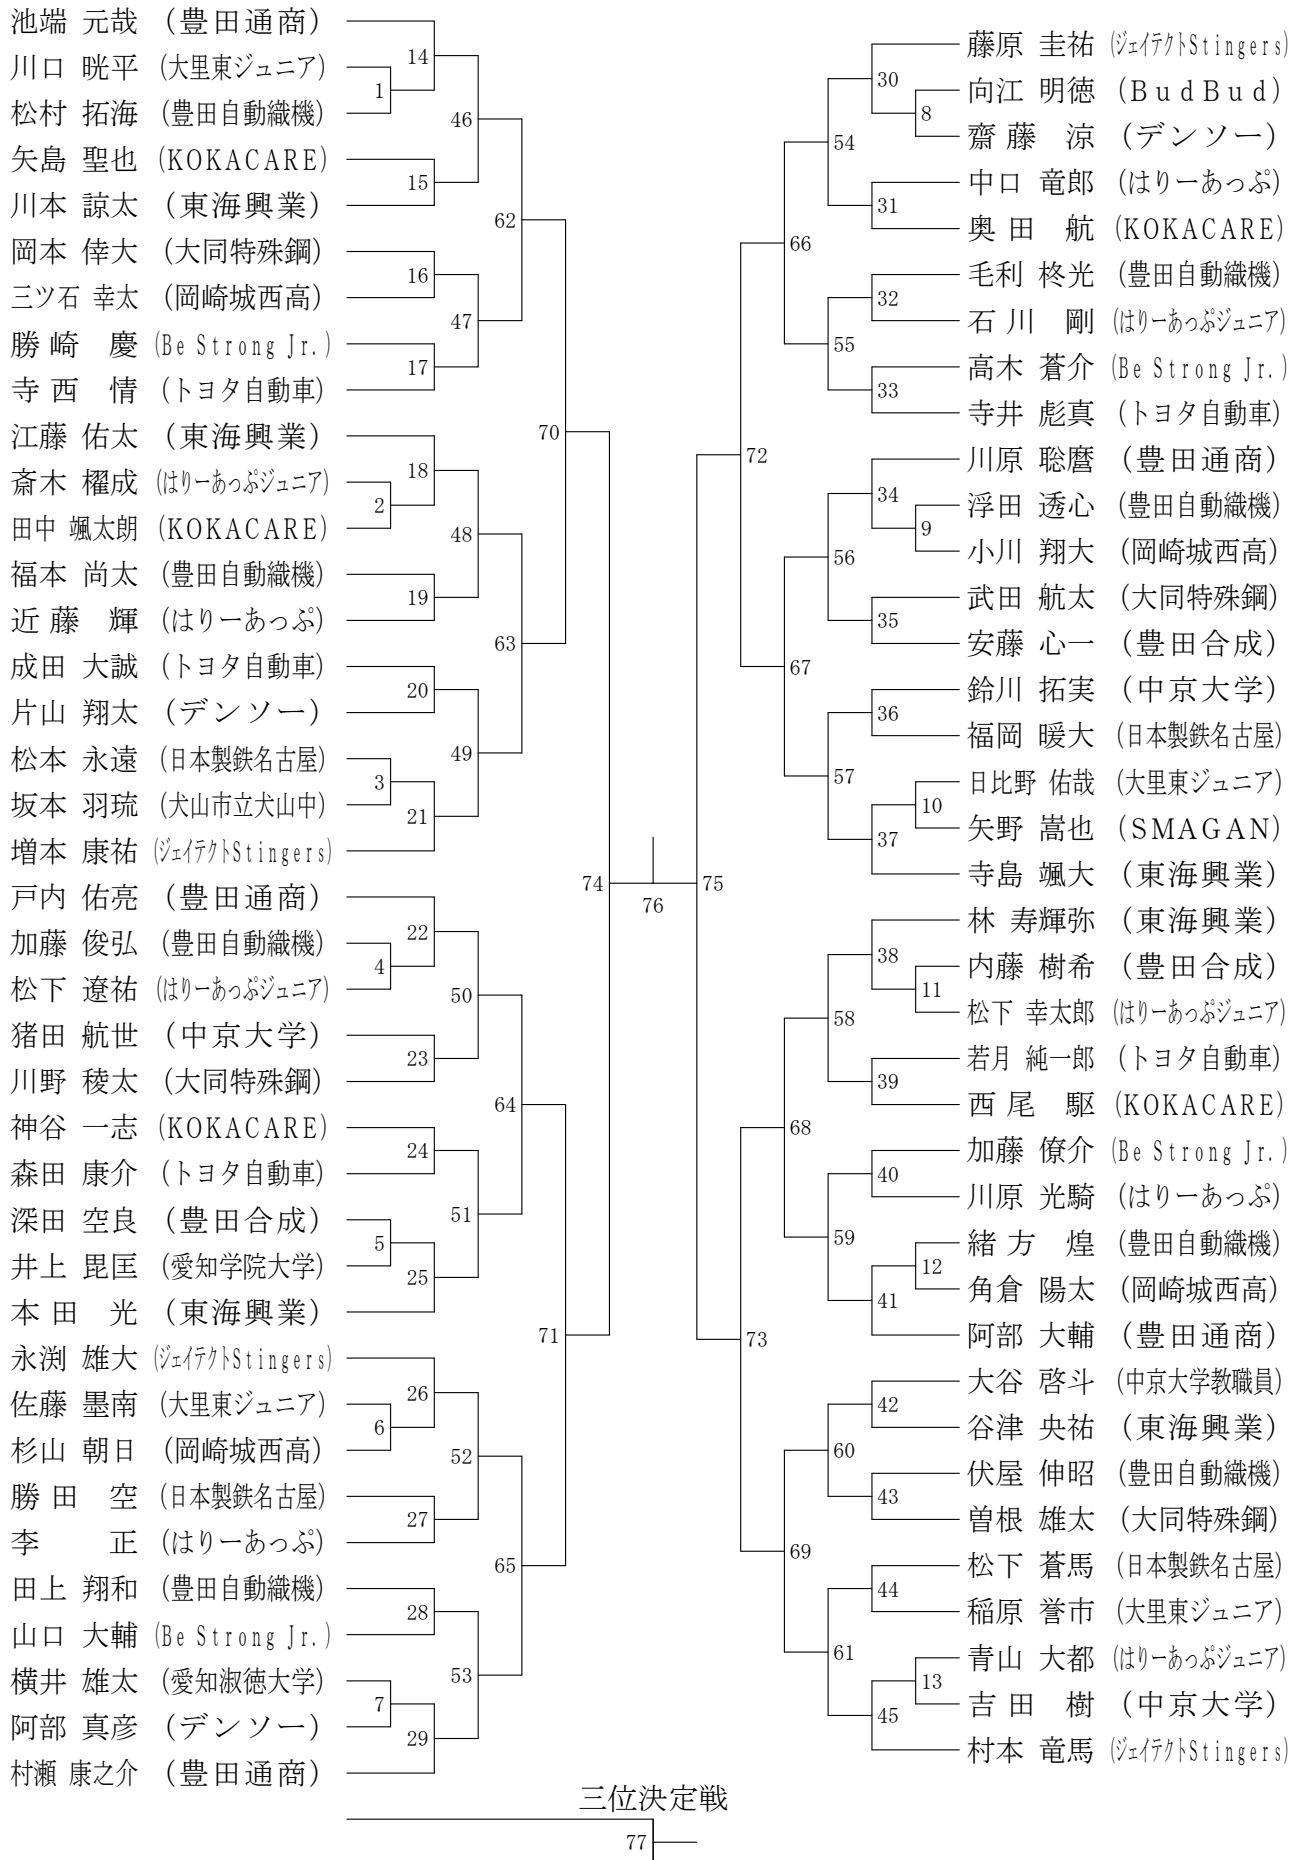 池端 元哉 (豊田通商)
川口 晄平 (大里東ジュニア)
松村 拓海 (豊田自動織機)
矢島 聖也 (KOKACARE)
川本 諒太 (東海興業)
岡本 倖大 (大同特殊鋼)
三ツ石 幸太 (岡崎城西高)
勝崎 慶 (Be Strong Jr.)
寺西 情 (トヨタ自動車)
江藤 佑太 (東海興業)
斎木 櫂成 (はりーあっぷジュニア)
田中 颯太朗 (KOKACARE)
福本 尚太 (豊田自動織機)
近藤 輝 (はりーあっぷ)
成田 大誠 (トヨタ自動車)
片山 翔太 (デンソー)
松本 永遠 (日本製鉄名古屋)
坂本 羽琉 (犬山市立犬山中)
増本 康祐 (ジェイテクトStingers)
戸内 佑亮 (豊田通商)
加藤 俊弘 (豊田自動織機)
松下 遼祐 (はりーあっぷジュニア)
猪田 航世 (中京大学)
川野 稜太 (大同特殊鋼)
神谷 一志 (KOKACARE)
森田 康介 (トヨタ自動車)
深田 空良 (豊田合成)
井上 毘匡 (愛知学院大学)
本田 光 (東海興業)
永渕 雄大 (ジェイテクトStingers)
佐藤 墨南 (大里東ジュニア)
杉山 朝日 (岡崎城西高)
勝田 空 (日本製鉄名古屋)
李 正 (はりーあっぷ)
田上 翔和 (豊田自動織機)
山口 大輔 (Be Strong Jr.)
横井 雄太 (愛知淑徳大学)
阿部 真彦 (デンソー)
村瀬 康之介 (豊田通商)
1
2
3
4
5
6
7
14
15
16
17
18
19
20
21
22
23
24
25
26
27
28
29
46
47
48
49
50
51
52
53
62
63
64
65
70
71
74
76
75
72
73
66
67
68
69
54
55
56
57
58
59
60
61
30
31
32
33
34
35
36
37
38
39
40
41
42
43
44
45
8
9
10
11
12
13
藤原 圭祐 (ジェイテクトStingers)
向江 明徳 (BudBud)
齋藤 涼 (デンソー)
中口 竜郎 (はりーあっぷ)
奥田 航 (KOKACARE)
毛利 柊光 (豊田自動織機)
石川 剛 (はりーあっぷジュニア)
高木 蒼介 (Be Strong Jr.)
寺井 彪真 (トヨタ自動車)
川原 聡麿 (豊田通商)
浮田 透心 (豊田自動織機)
小川 翔大 (岡崎城西高)
武田 航太 (大同特殊鋼)
安藤 心一 (豊田合成)
鈴川 拓実 (中京大学)
福岡 暖大 (日本製鉄名古屋)
日比野 佑哉 (大里東ジュニア)
矢野 嵩也 (SMAGAN)
寺島 颯大 (東海興業)
林 寿輝弥 (東海興業)
内藤 樹希 (豊田合成)
松下 幸太郎 (はりーあっぷジュニア)
若月 純一郎 (トヨタ自動車)
西尾 駆 (KOKACARE)
加藤 僚介 (Be Strong Jr.)
川原 光騎 (はりーあっぷ)
緒方 煌 (豊田自動織機)
角倉 陽太 (岡崎城西高)
阿部 大輔 (豊田通商)
大谷 啓斗 (中京大学教職員)
谷津 央祐 (東海興業)
伏屋 伸昭 (豊田自動織機)
曽根 雄太 (大同特殊鋼)
松下 蒼馬 (日本製鉄名古屋)
稲原 誉市 (大里東ジュニア)
青山 大都 (はりーあっぷジュニア)
吉田 樹 (中京大学)
村本 竜馬 (ジェイテクトStingers)
三位決定戦
77